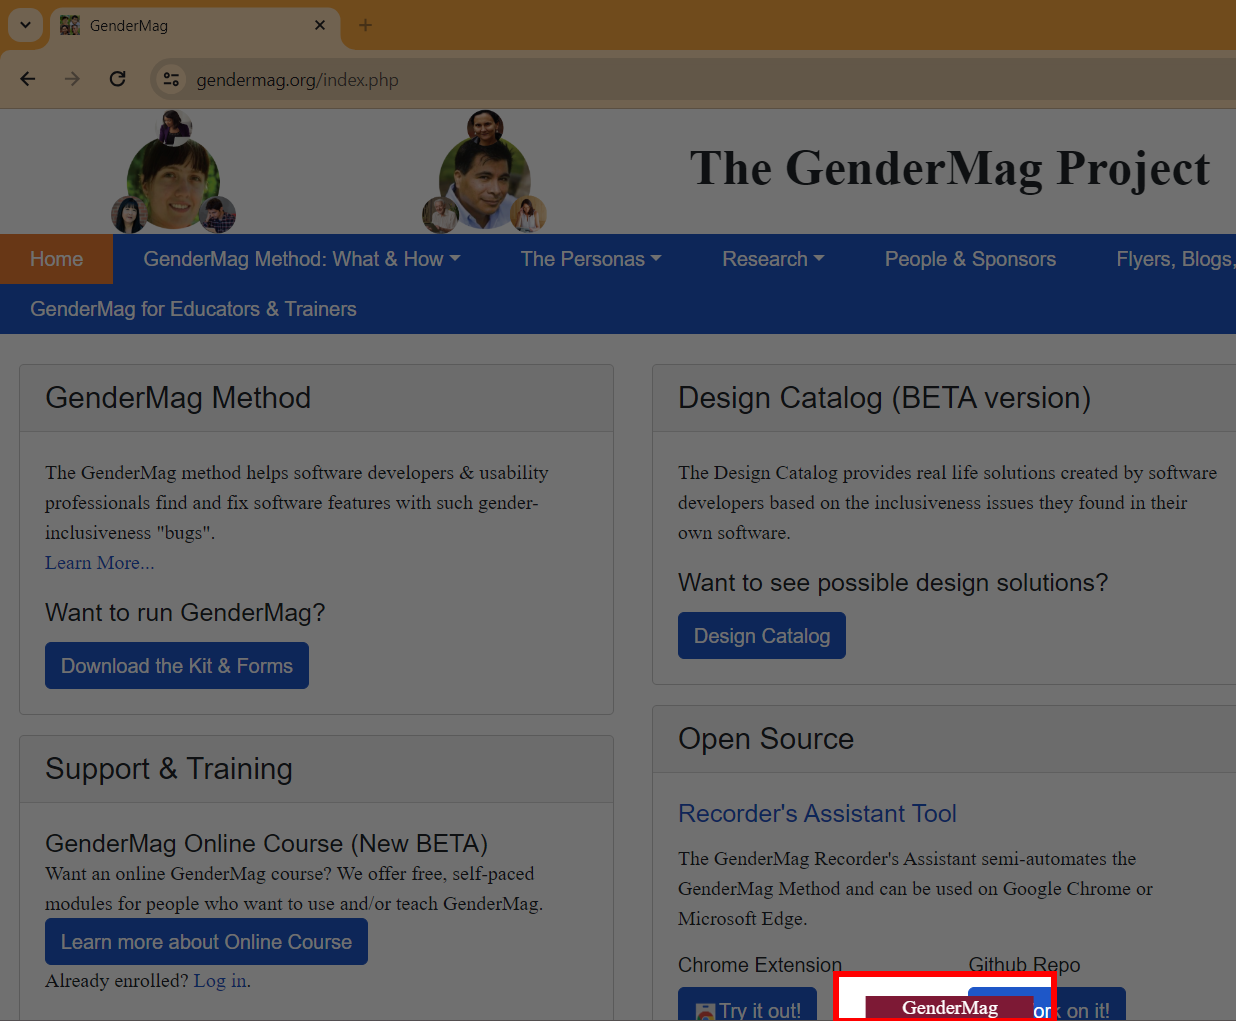 GenderMag
gendermag.org/index.php
The GenderMag Project
Home
GenderMag Method: What & How
The Personas
Research
People & Sponsors
Flyers, Blogs,
GenderMag for Educators & Trainers
GenderMag Method
The GenderMag method helps software developers & usability
professionals find and fix software features with such gender-
inclusiveness "bugs".
Learn More...
Want to run GenderMag?
Download the Kit & Forms
Support & Training
GenderMag Online Course (New BETA)
Want an online GenderMag course? We offer free, self-paced
modules for people who want to use and/or teach GenderMag.
Learn more about Online Course
Already enrolled? Log in.
Design Catalog (BETA version)
The Design Catalog provides real life solutions created by software
developers based on the inclusiveness issues they found in their
own software.
Want to see possible design solutions?
Design Catalog
Open Source
Recorder's Assistant Tool
The GenderMag Recorder's Assistant semi-automates the
GenderMag Method and can be used on Google Chrome or
Microsoft Edge.
Chrome Extension
Github Repo
Try it out!
GenderMag
on it!